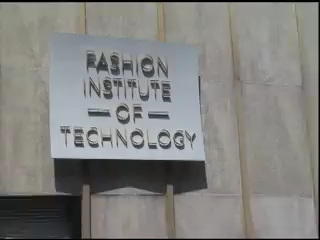 FASHION
INSTITUTE
— OF —
TECHNOLOGY